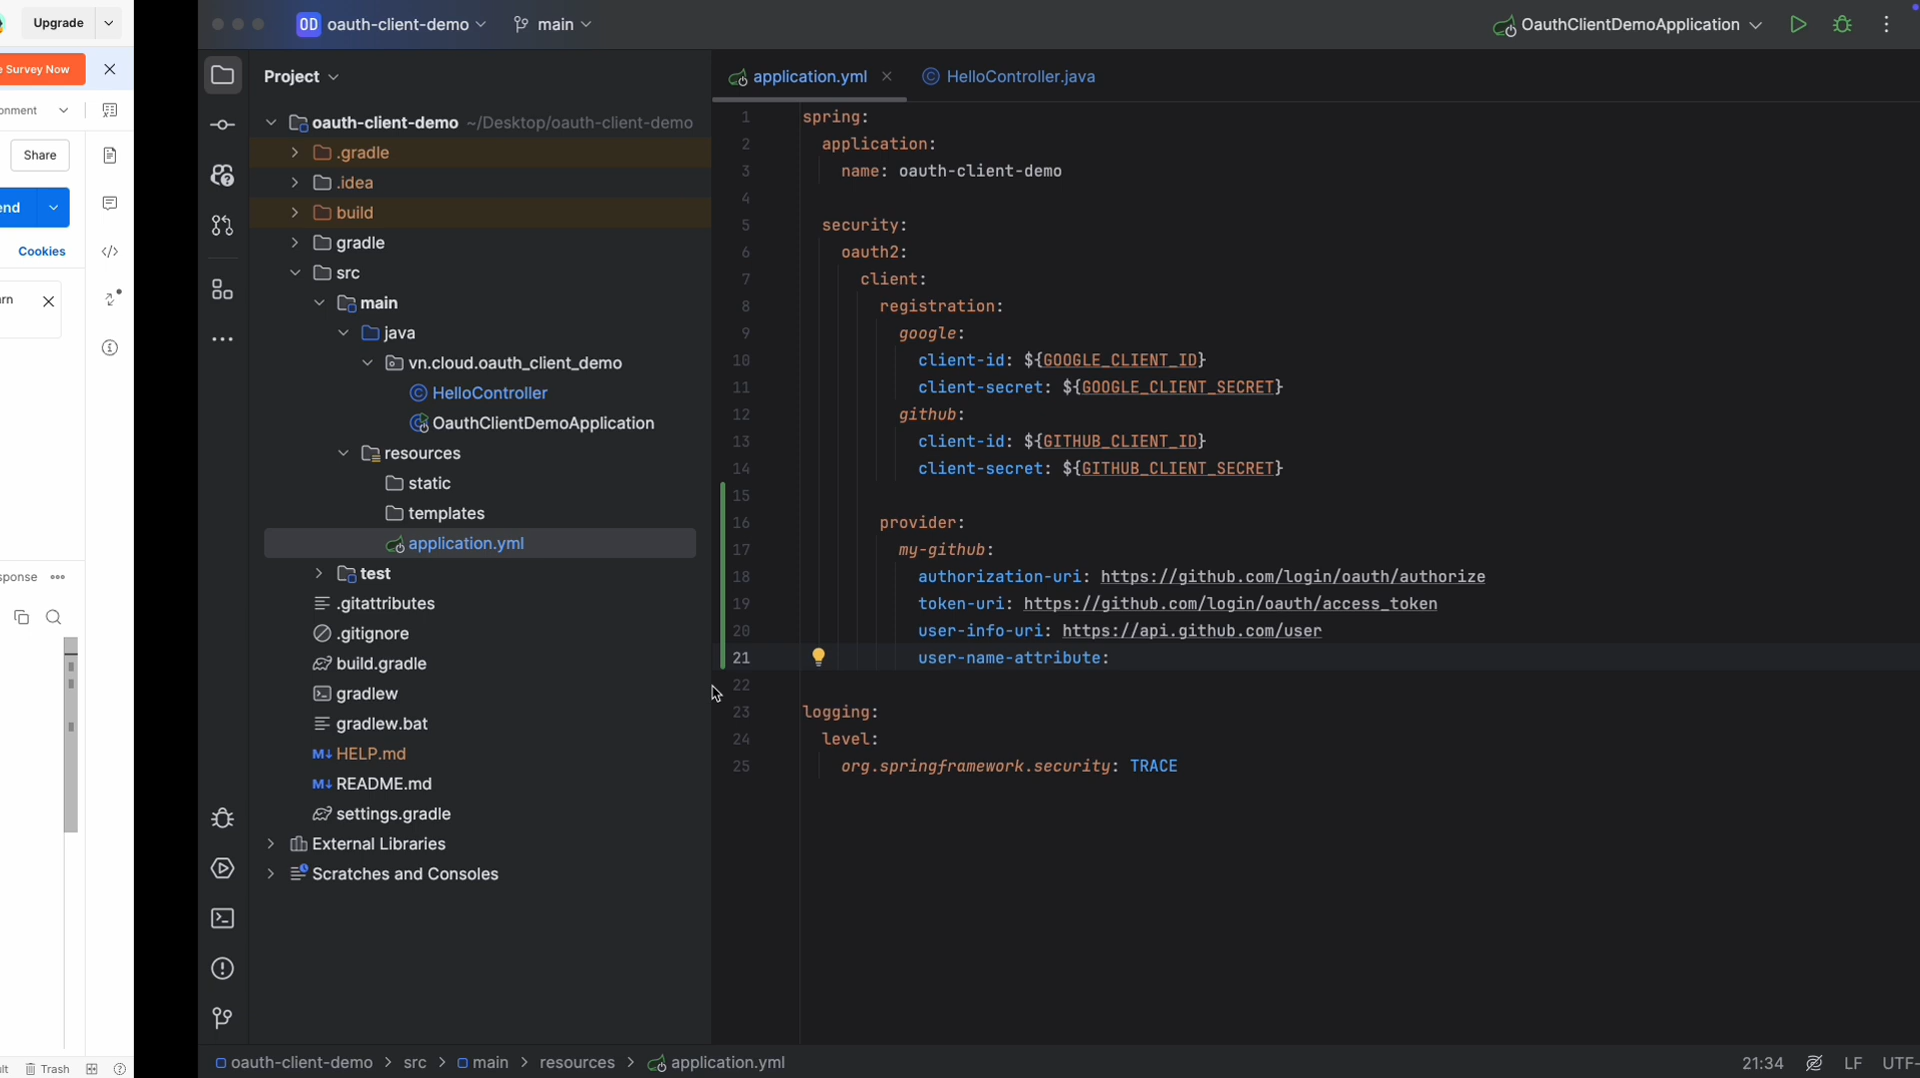 Upgrade
e Survey Now
onment
Share
end
Cookies
arn
sponse
Trash
OD oauth-client-demo
main
OauthClientDemoApplication
Project
oauth-client-demo ~/Desktop/oauth-client-demo
.gradle
.idea
build
gradle
src
main
java
vn.cloud.oauth_client_demo
HelloController
OauthClientDemoApplication
resources
static
templates
application.yml
test
.gitattributes
.gitignore
build.gradle
gradlew
gradlew.bat
M↓ HELP.md
M↓ README.md
settings.gradle
External Libraries
Scratches and Consoles
application.yml
HelloController.java
1 spring:
2 application:
3 name: oauth-client-demo
4
5 security:
6 oauth2:
7 client:
8 registration:
9 google:
10 client-id: ${GOOGLE_CLIENT_ID}
11 client-secret: ${GOOGLE_CLIENT_SECRET}
12 github:
13 client-id: ${GITHUB_CLIENT_ID}
14 client-secret: ${GITHUB_CLIENT_SECRET}
15
16 provider:
17 my-github:
18 authorization-uri: https://github.com/login/oauth/authorize
19 token-uri: https://github.com/login/oauth/access_token
20 user-info-uri: https://api.github.com/user
21 user-name-attribute:
22
23 logging:
24 level:
25 org.springframework.security: TRACE
oauth-client-demo > src > main > resources > application.yml
21:34
LF
UTF-